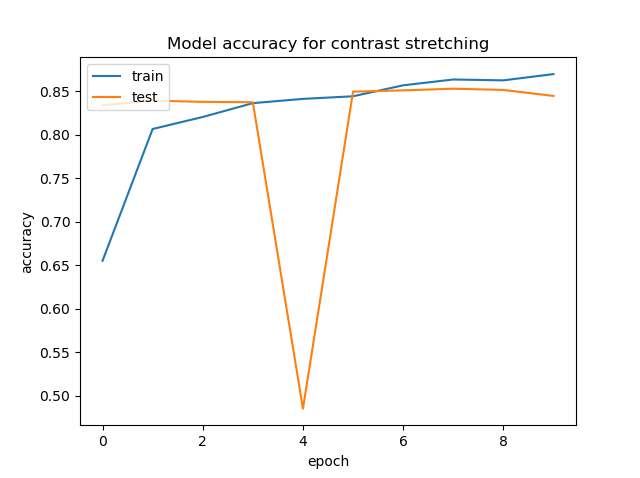 Model accuracy for contrast stretching
train
test
0.85
0.80
0.75
0.70
0.65
0.60
0.55
0.50
accuracy
0 2 4 6 8
epoch